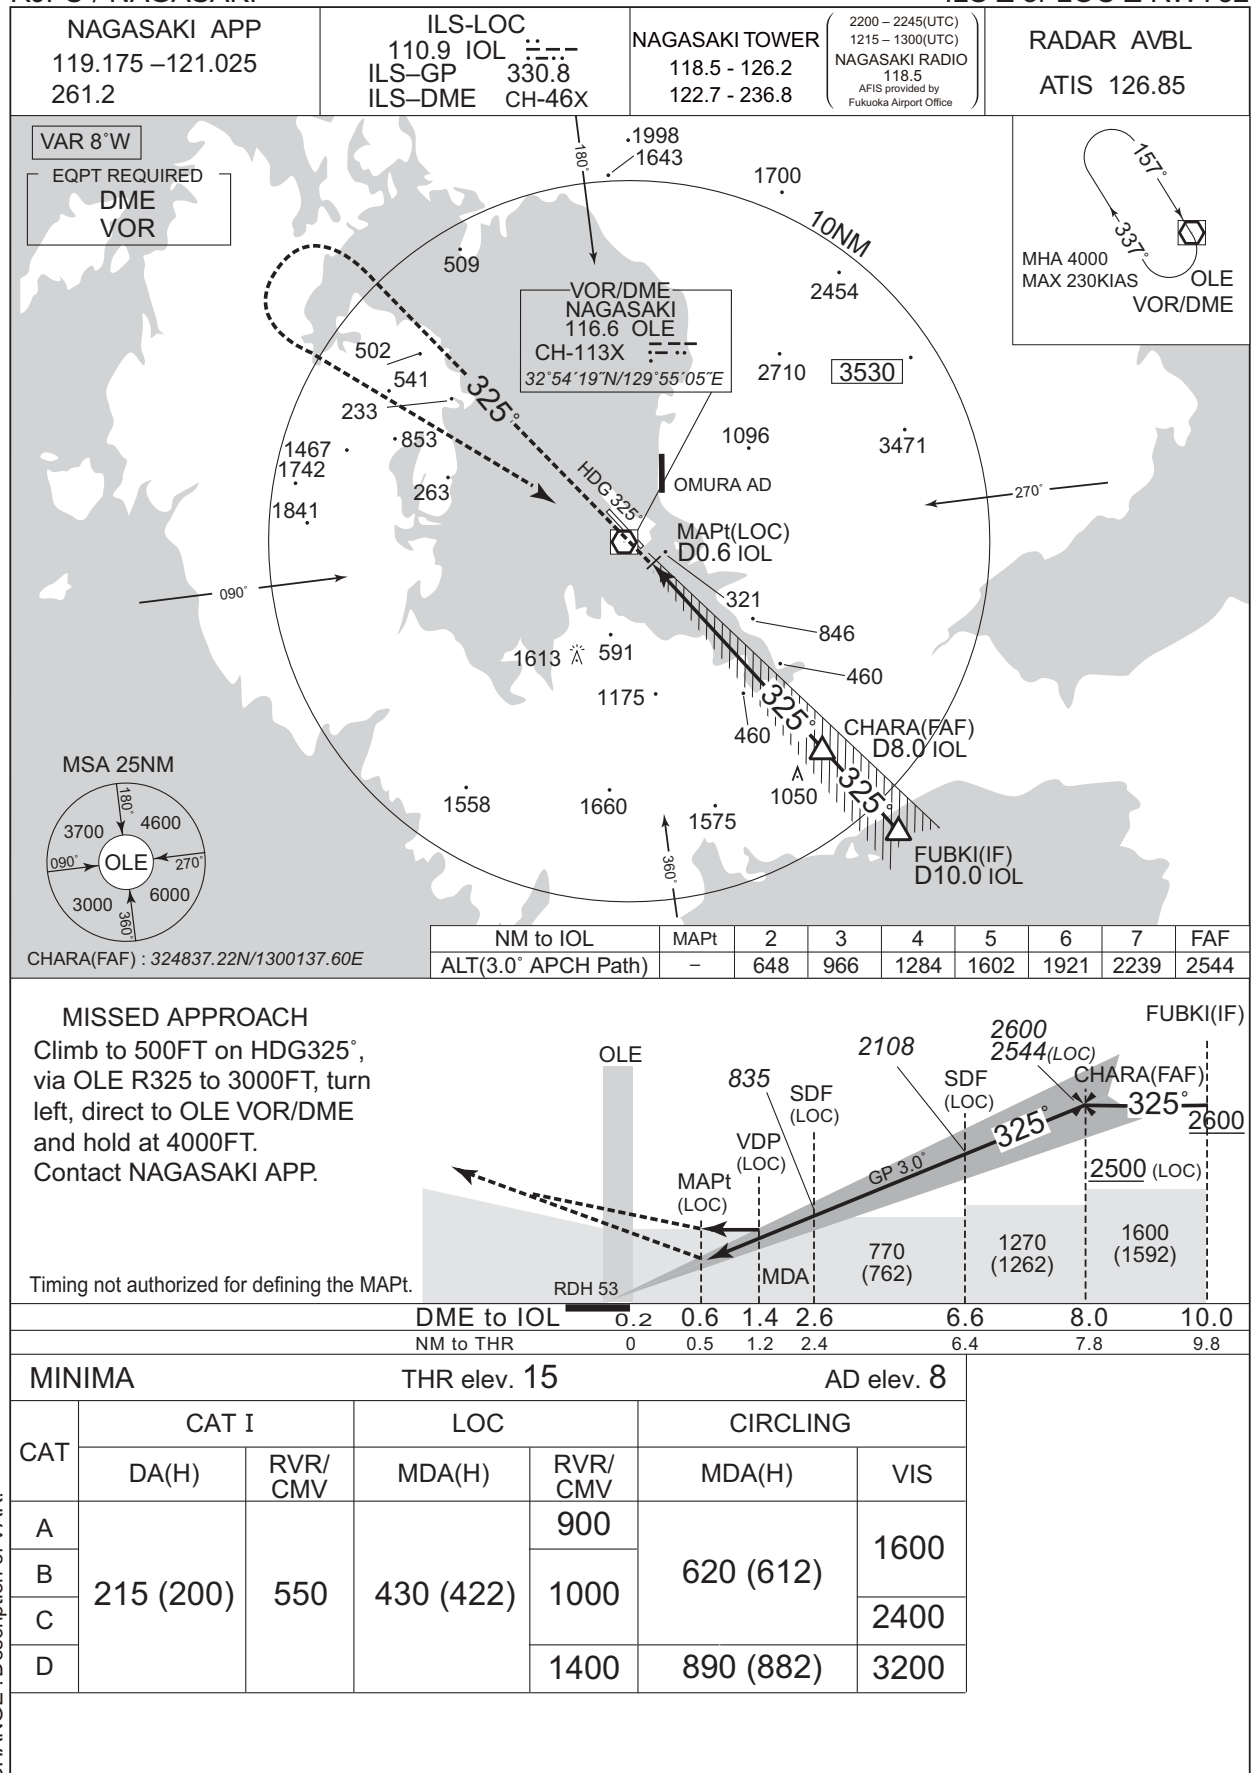 NAGASAKI APP
119.175 –121.025
261.2
ILS-LOC
110.9 IOL
ILS–GP 330.8
ILS–DME CH-46X
NAGASAKI TOWER
118.5 - 126.2
122.7 - 236.8
2200 – 2245(UTC)
1215 – 1300(UTC)
NAGASAKI RADIO
118.5
AFIS provided by
Fukuoka Airport Office
RADAR AVBL
ATIS 126.85
VAR 8°W
EQPT REQUIRED
DME
VOR
180°
1998
1643
1700
10NM
2454
509
157°
337°
MHA 4000
MAX 230KIAS
OLE
VOR/DME
VOR/DME
NAGASAKI
116.6 OLE
CH-113X
32°54´19˝N/129°55´05˝E
502
541
233
325°
2710
3530
1096
3471
1467
1742
853
263
1841
HDG 325°
OMURA AD
270°
MAPt(LOC)
D0.6 IOL
090°
321
846
1613
591
460
1175
325°
460
CHARA(FAF)
D8.0 IOL
325°
1050
1558
1660
1575
360°
FUBKI(IF)
D10.0 IOL
MSA 25NM
180°
3700
4600
090°
OLE
270°
3000
360°
6000
CHARA(FAF) : 324837.22N/1300137.60E
NM to IOL MAPt 2 3 4 5 6 7 FAF
ALT(3.0° APCH Path) – 648 966 1284 1602 1921 2239 2544
MISSED APPROACH
Climb to 500FT on HDG325°,
via OLE R325 to 3000FT, turn
left, direct to OLE VOR/DME
and hold at 4000FT.
Contact NAGASAKI APP.
Timing not authorized for defining the MAPt.
OLE
FUBKI(IF)
2600
2544(LOC)
2108
835
CHARA(FAF)
SDF
(LOC)
SDF
(LOC)
VDP
(LOC)
MAPt
(LOC)
325°
325°
2600
GP 3.0°
2500 (LOC)
770
(762)
1270
(1262)
1600
(1592)
MDA
RDH 53
DME to IOL 0.2 0.6 1.4 2.6 6.6 8.0 10.0
NM to THR 0 0.5 1.2 2.4 6.4 7.8 9.8
MINIMA THR elev. 15 AD elev. 8
CAT
CAT I LOC CIRCLING
DA(H) RVR/CMV MDA(H) RVR/CMV MDA(H) VIS
A
B
C
D
215 (200)
550
430 (422)
900
1000
1400
620 (612)
890 (882)
1600
2400
3200